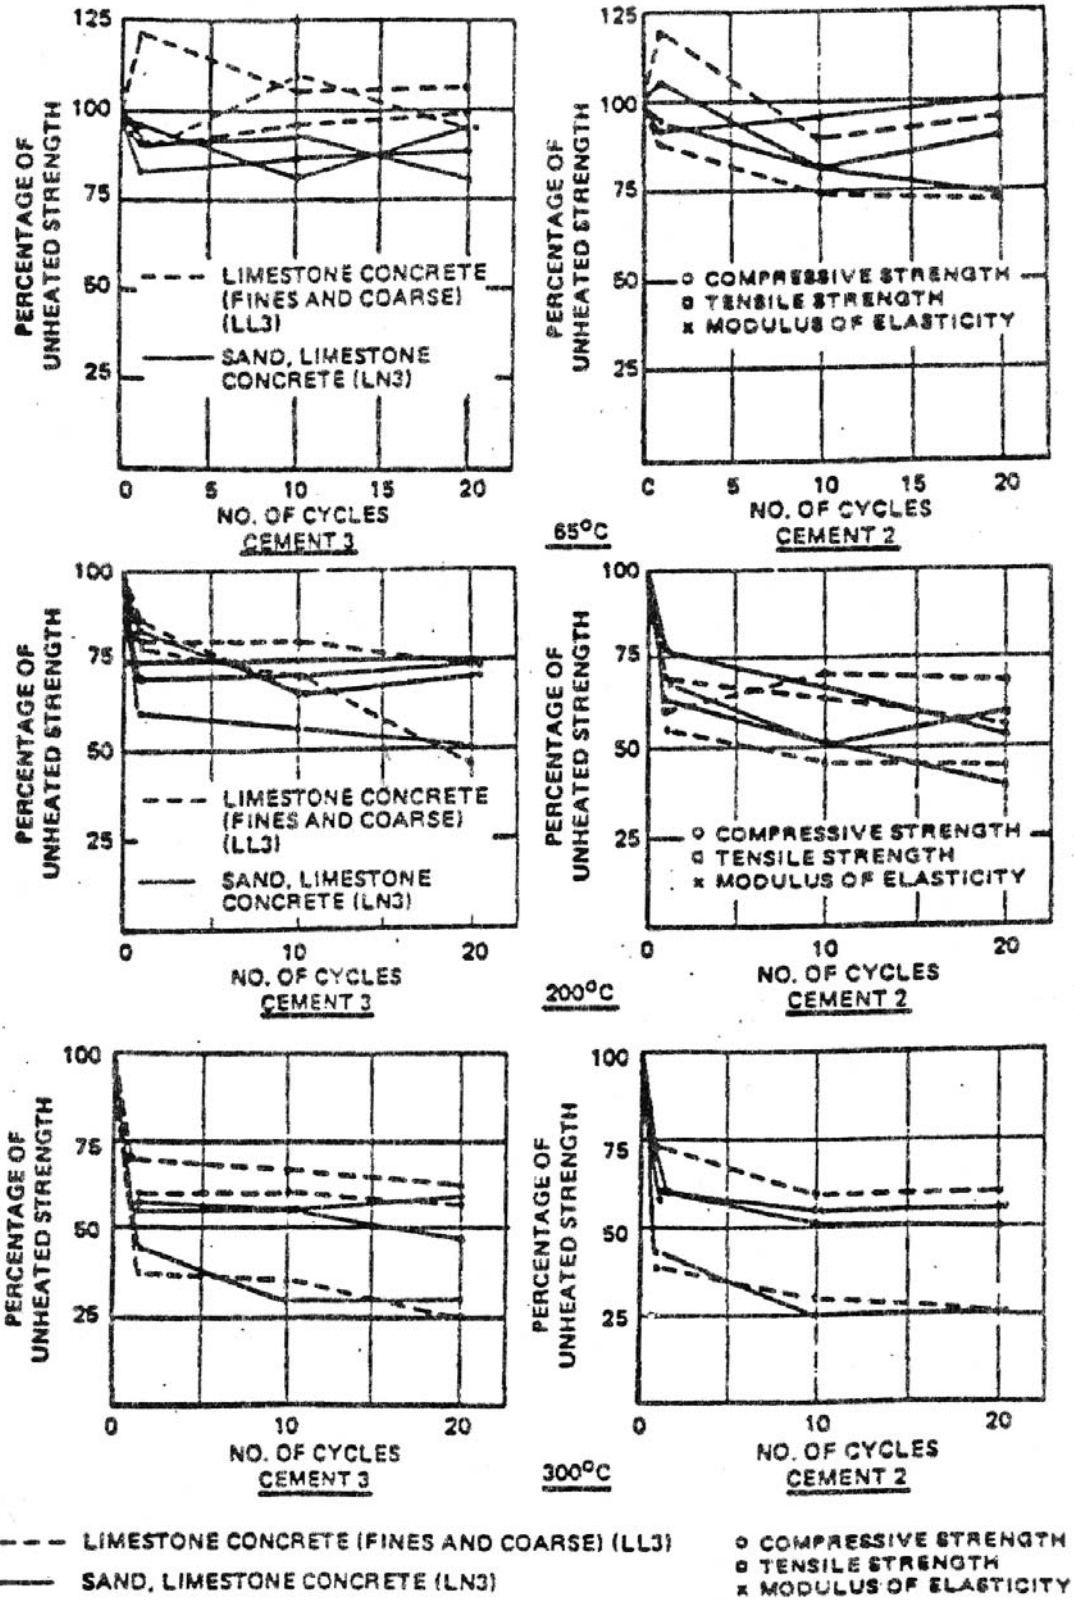 125
100
75
50
25
PERCENTAGE OF
UNHEATED STRENGTH
LIMESTONE CONCRETE
(FINES AND COARSE)
(LL3)
SAND, LIMESTONE
CONCRETE (LN3)
0 5 10 15 20
NO. OF CYCLES
CEMENT 3
125
100
75
50
25
PERCENTAGE OF
UNHEATED STRENGTH
o COMPRESSIVE STRENGTH
□ TENSILE STRENGTH
x MODULUS OF ELASTICITY
0 5 10 15 20
NO. OF CYCLES
CEMENT 2
65°C
100
75
50
25
PERCENTAGE OF
UNHEATED STRENGTH
LIMESTONE CONCRETE
(FINES AND COARSE)
(LL3)
SAND, LIMESTONE
CONCRETE (LN3)
0 10 20
NO. OF CYCLES
CEMENT 3
100
75
50
25
PERCENTAGE OF
UNHEATED STRENGTH
o COMPRESSIVE STRENGTH
□ TENSILE STRENGTH
x MODULUS OF ELASTICITY
0 10 20
NO. OF CYCLES
CEMENT 2
200°C
100
75
50
25
PERCENTAGE OF
UNHEATED STRENGTH
0 10 20
NO. OF CYCLES
CEMENT 3
100
75
50
25
PERCENTAGE OF
UNHEATED STRENGTH
0 10 20
NO. OF CYCLES
CEMENT 2
300°C
LIMESTONE CONCRETE (FINES AND COARSE) (LL3)
SAND, LIMESTONE CONCRETE (LN3)
o COMPRESSIVE STRENGTH
□ TENSILE STRENGTH
x MODULUS OF ELASTICITY